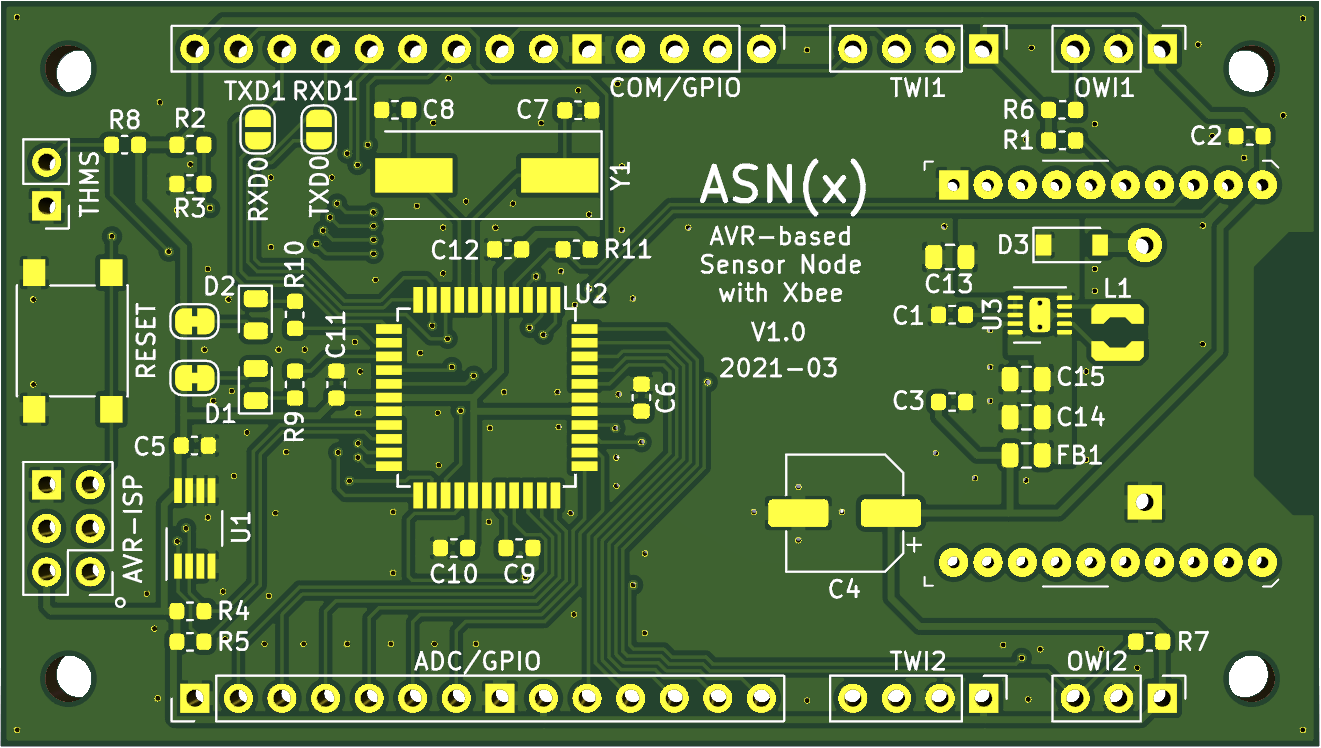 COM/GPIO
TWI1
OWI1
TXD1
RXD1
C8
C7
R6
R1
C2
R8
R2
R3
THMS
RXD0
TXD0
Y1
ASN(x)
AVR-based
Sensor Node
with Xbee
V1.0
2021-03
C12
R11
D3
C13
C1
U3
L1
D2
R10
U2
RESET
C11
D1
R9
C6
C3
C15
C14
FB1
C5
AVR-ISP
U1
C10
C9
+
C4
R4
R5
R7
ADC/GPIO
TWI2
OWI2